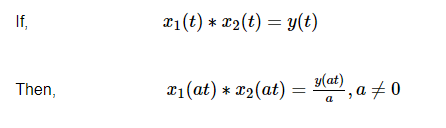 If, x₁(t) * x₂(t) = y(t)
Then, x₁(at) * x₂(at) = y(at)/a, a ≠ 0